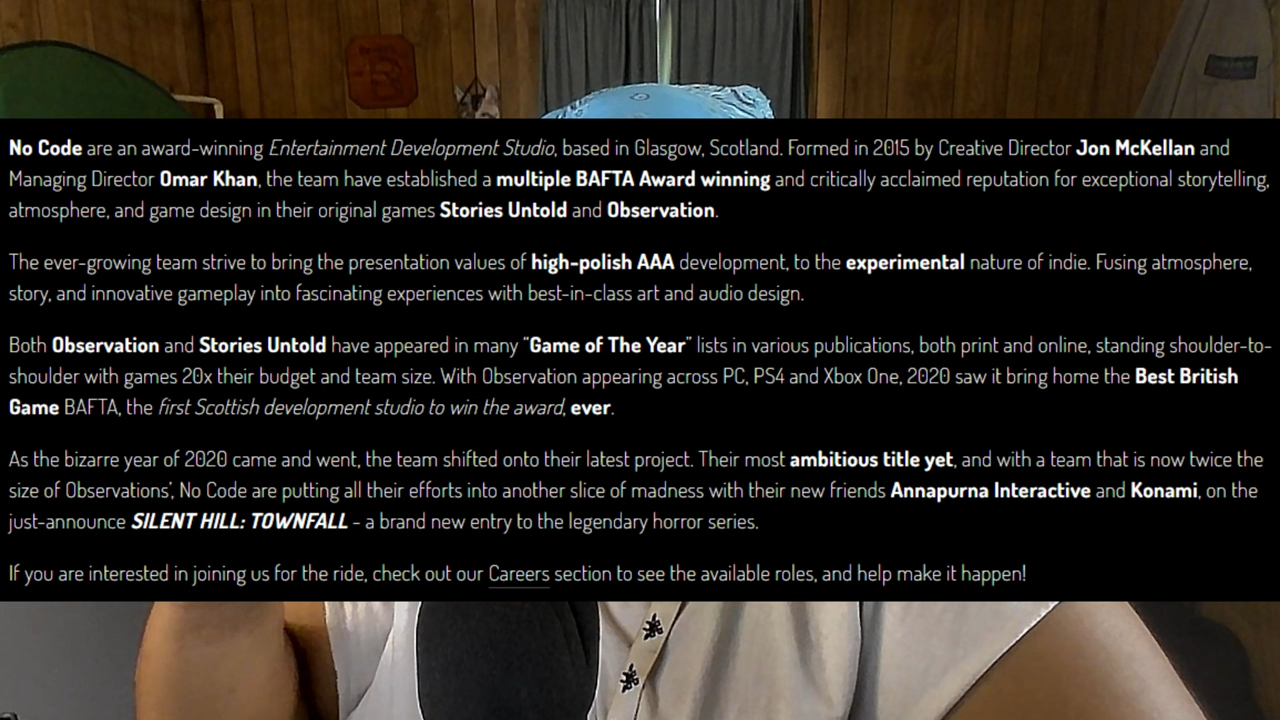 No Code are an award-winning Entertainment Development Studio, based in Glasgow, Scotland. Formed in 2015 by Creative Director Jon McKellan and
Managing Director Omar Khan, the team have established a multiple BAFTA Award winning and critically acclaimed reputation for exceptional storytelling,
atmosphere, and game design in their original games Stories Untold and Observation.
The ever-growing team strive to bring the presentation values of high-polish AAA development, to the experimental nature of indie. Fusing atmosphere,
story, and innovative gameplay into fascinating experiences with best-in-class art and audio design.
Both Observation and Stories Untold have appeared in many “Game of The Year” lists in various publications, both print and online, standing shoulder-to-
shoulder with games 20x their budget and team size. With Observation appearing across PC, PS4 and Xbox One, 2020 saw it bring home the Best British
Game BAFTA, the first Scottish development studio to win the award, ever.
As the bizarre year of 2020 came and went, the team shifted onto their latest project. Their most ambitious title yet, and with a team that is now twice the
size of Observations’, No Code are putting all their efforts into another slice of madness with their new friends Annapurna Interactive and Konami, on the
just-announce SILENT HILL: TOWNFALL - a brand new entry to the legendary horror series.
If you are interested in joining us for the ride, check out our Careers section to see the available roles, and help make it happen!